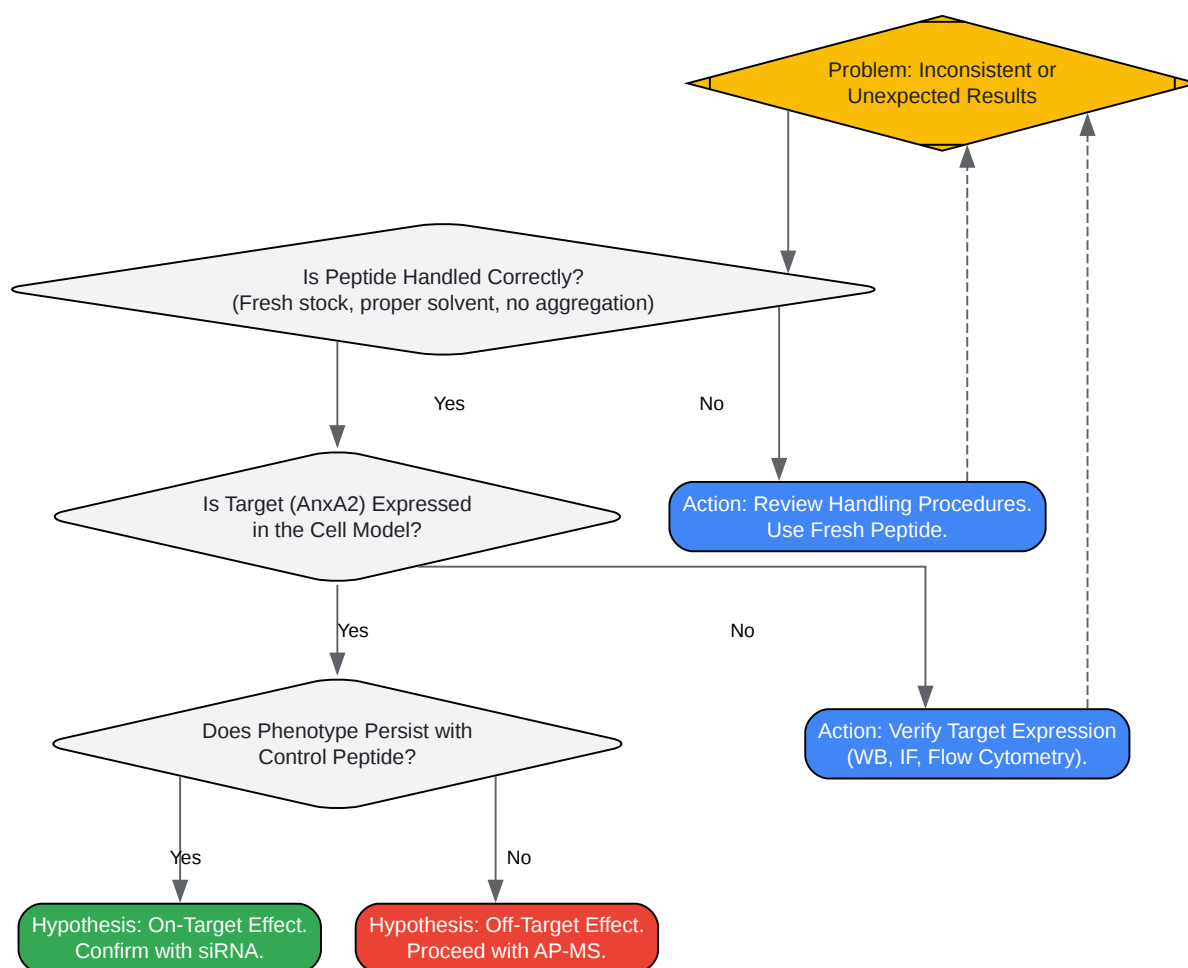 Problem: Inconsistent or
Unexpected Results
Is Peptide Handled Correctly?
(Fresh stock, proper solvent, no aggregation)
Yes
No
Is Target (AnxA2) Expressed
in the Cell Model?
Action: Review Handling Procedures.
Use Fresh Peptide.
Yes
No
Does Phenotype Persist with
Control Peptide?
Action: Verify Target Expression
(WB, IF, Flow Cytometry).
Yes
No
Hypothesis: On-Target Effect.
Confirm with siRNA.
Hypothesis: Off-Target Effect.
Proceed with AP-MS.